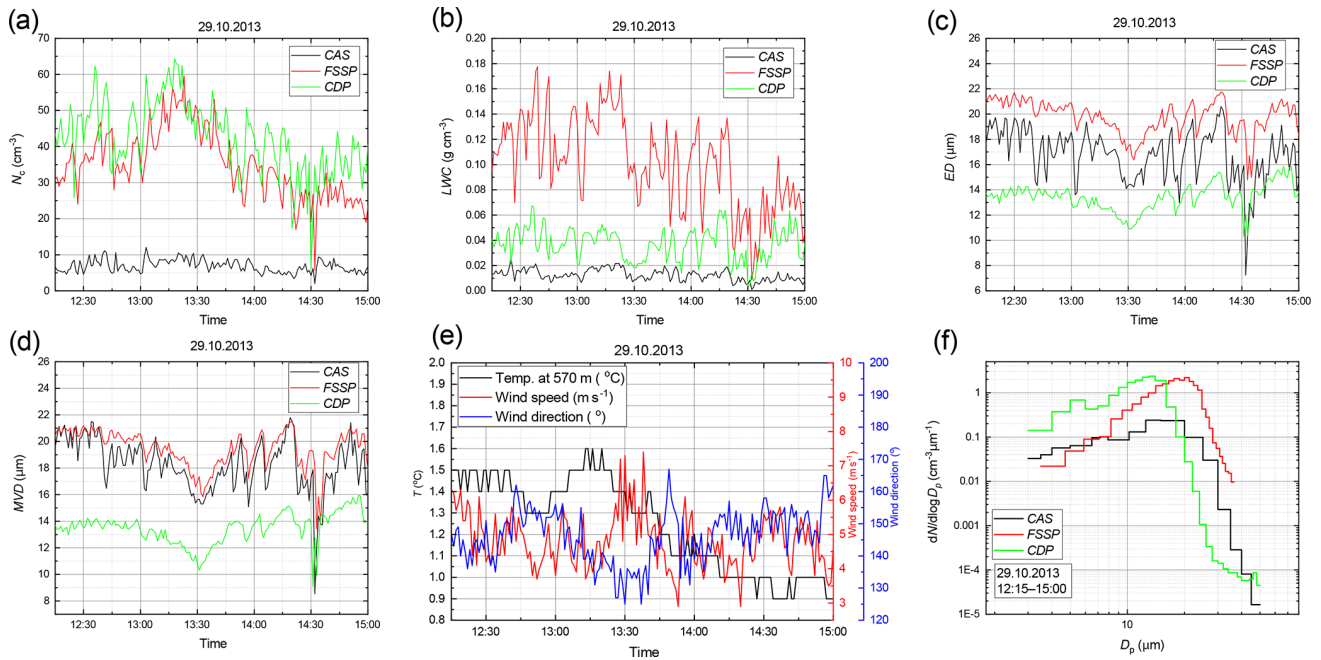 (a)
29.10.2013
CAS
FSSP
CDP
N_c (cm⁻³)
70
60
50
40
30
20
10
0
12:30 13:00 13:30 14:00 14:30 15:00
Time
(b)
29.10.2013
CAS
FSSP
CDP
LWC (g cm⁻³)
0.20
0.18
0.16
0.14
0.12
0.10
0.08
0.06
0.04
0.02
0.00
12:30 13:00 13:30 14:00 14:30 15:00
Time
(c)
29.10.2013
CAS
FSSP
CDP
ED (µm)
26
24
22
20
18
16
14
12
10
8
6
12:30 13:00 13:30 14:00 14:30 15:00
Time
(d)
29.10.2013
CAS
FSSP
CDP
MVD (µm)
26
24
22
20
18
16
14
12
10
8
12:30 13:00 13:30 14:00 14:30 15:00
Time
(e)
29.10.2013
Temp. at 570 m ( ºC)
Wind speed (m s⁻¹)
Wind direction ( º)
T (ºC)
2.0
1.9
1.8
1.7
1.6
1.5
1.4
1.3
1.2
1.1
1.0
0.9
0.8
10
9
8
7
6
5
4
3
Wind speed (m s⁻¹)
200
190
180
170
160
150
140
130
120
Wind direction (º)
12:30 13:00 13:30 14:00 14:30 15:00
Time
(f)
dN/dlog D_p (cm⁻³µm⁻¹)
1
0.1
0.01
0.001
1E-4
1E-5
CAS
FSSP
CDP
29.10.2013
12:15–15:00
10
D_p (µm)